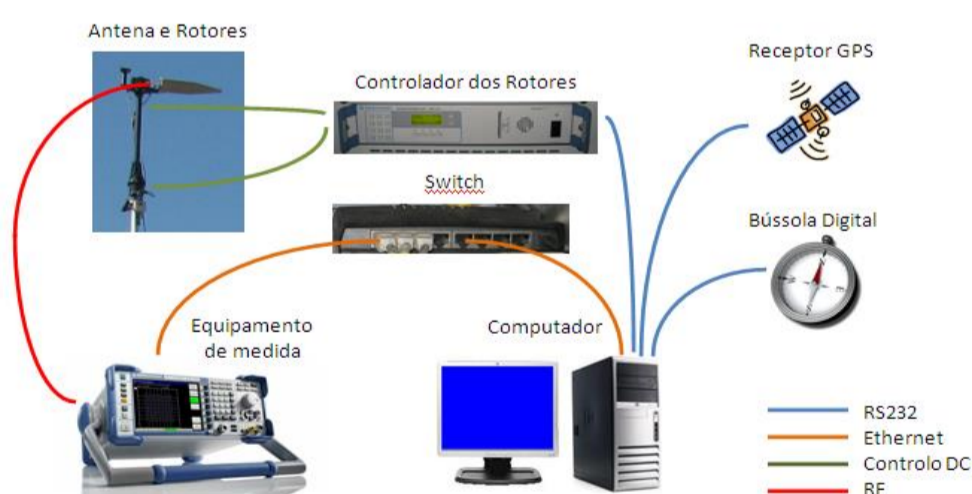 Antena e Rotores
Controlador dos Rotores
Receptor GPS
Switch
Bússola Digital
Equipamento
de medida
Computador
RS232
Ethernet
Controlo DC
RF